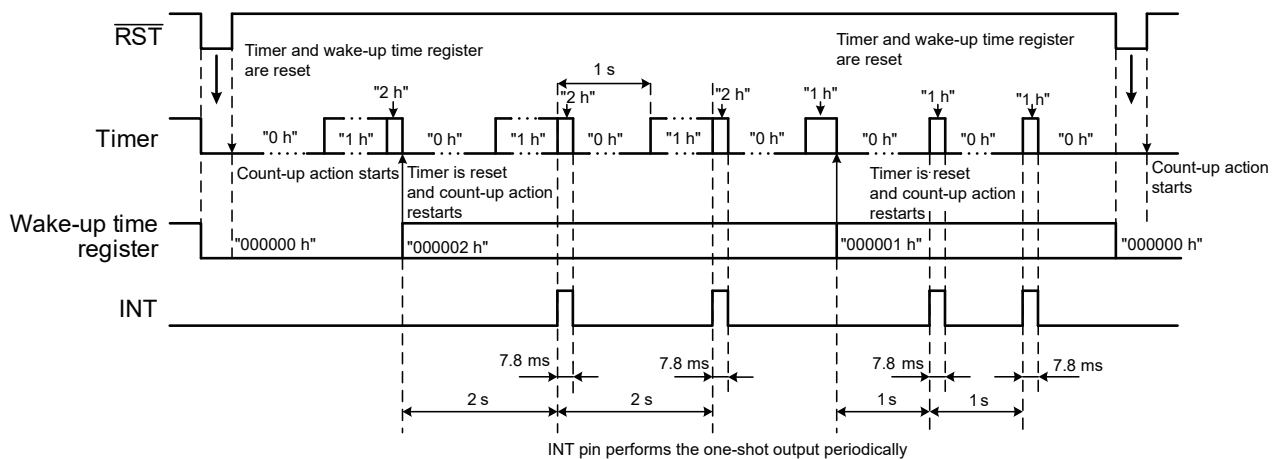 RST
Timer and wake-up time register
are reset
Timer and wake-up time register
are reset
1 s
"2 h"
"2 h"
"2 h"
"1 h"
"1 h"
"1 h"
Timer
"0 h"
"1 h"
"0 h"
"1 h"
"0 h"
"1 h"
"0 h"
"0 h"
"0 h"
"0 h"
Count-up action starts
Timer is reset
and count-up action
restarts
Timer is reset
and count-up action
restarts
Count-up action
starts
Wake-up time
register
"000000 h"
"000002 h"
"000001 h"
"000000 h"
INT
7.8 ms
7.8 ms
7.8 ms
7.8 ms
2 s
2 s
1 s
1 s
INT pin performs the one-shot output periodically